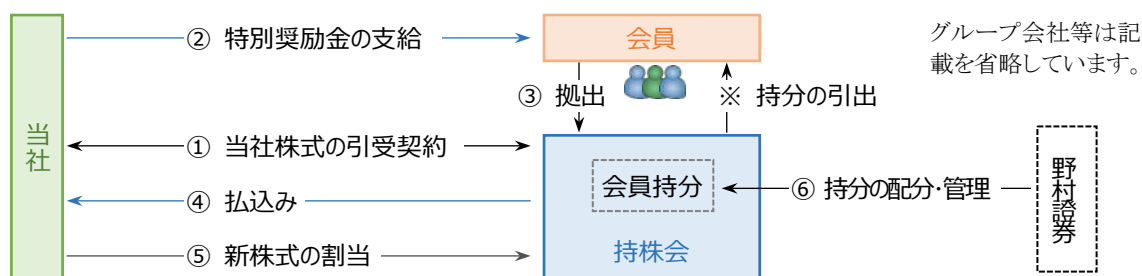 ② 特別奨励金の支給
会員
グループ会社等は記
載を省略しています。
③ 拠出
※ 持分の引出
当社
① 当社株式の引受契約
会員持分
⑥ 持分の配分・管理
野村證券
④ 払込み
⑤ 新株式の割当
持株会